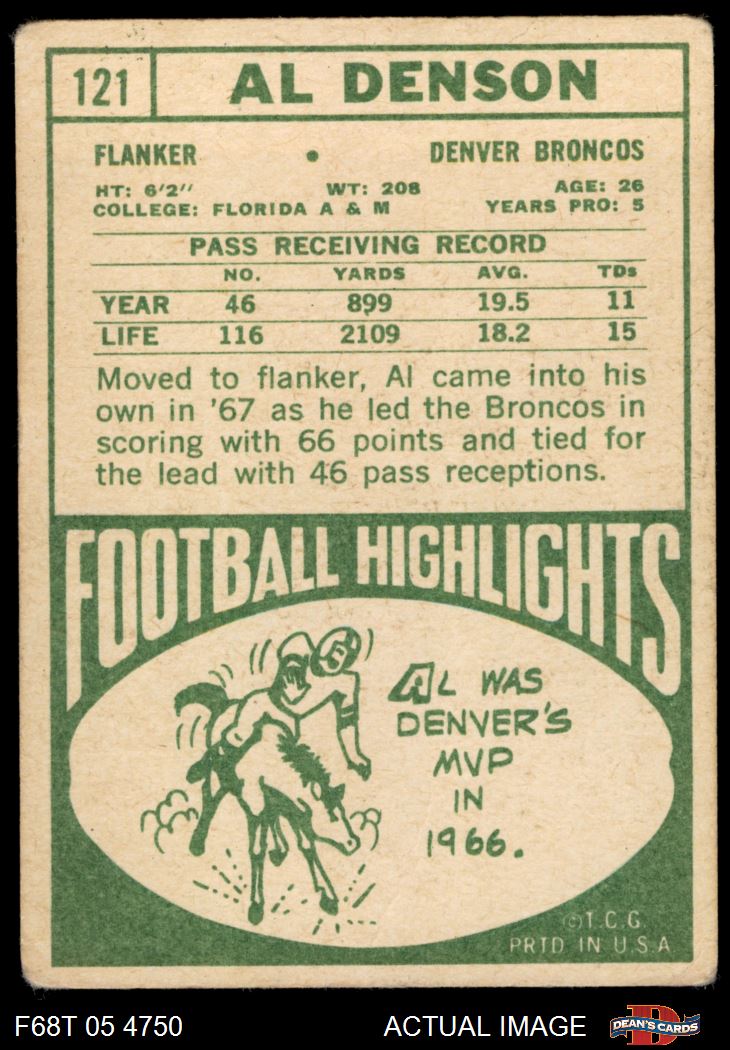 121 AL DENSON
FLANKER • DENVER BRONCOS
HT: 6'2" WT: 208 AGE: 26
COLLEGE: FLORIDA A & M YEARS PRO: 5
PASS RECEIVING RECORD
NO. YARDS AVG. TDs
YEAR 46 899 19.5 11
LIFE 116 2109 18.2 15
Moved to flanker, Al came into his
own in '67 as he led the Broncos in
scoring with 66 points and tied for
the lead with 46 pass receptions.
FOOTBALL HIGHLIGHTS
AL WAS
DENVER'S
MVP
IN
1966.
©T.C.G.
PRTD IN U.S.A
F68T 05 4750 ACTUAL IMAGE DEAN'S CARDS